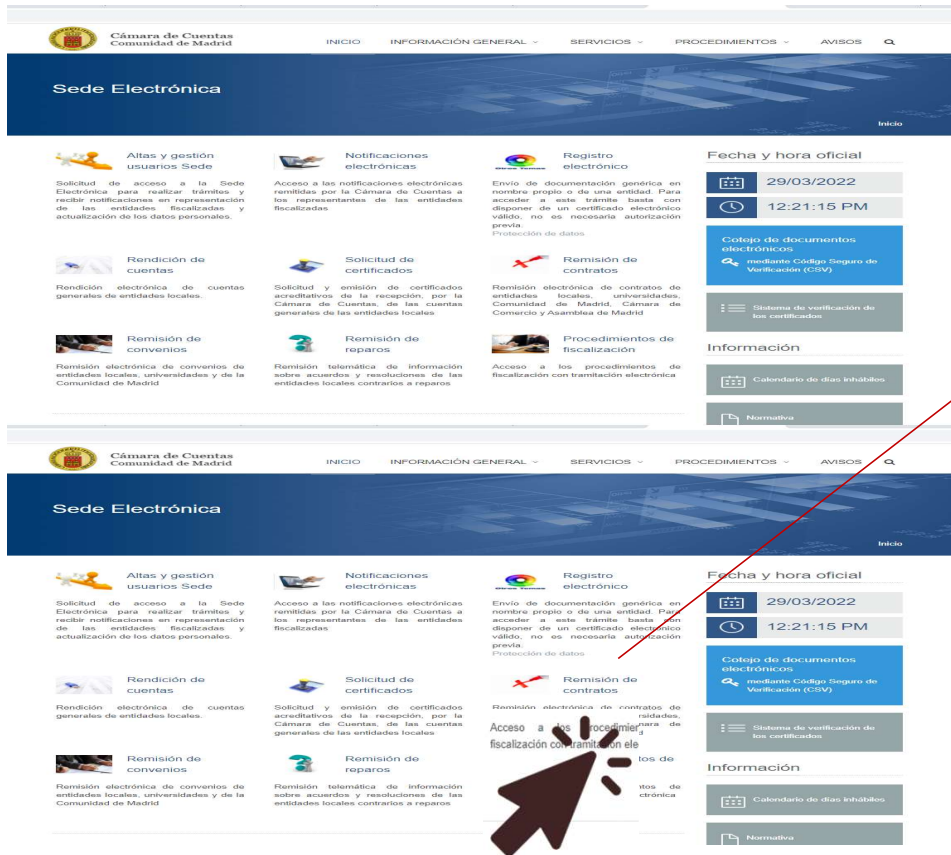 Cámara de Cuentas
Comunidad de Madrid
INICIO INFORMACIÓN GENERAL SERVICIOS PROCEDIMIENTOS AVISOS
Sede Electrónica
Inicio
Altas y gestión
usuarios Sede
Solicitud de acceso a la Sede
Electrónica para realizar trámites y
recibir notificaciones en representación
de las entidades fiscalizadas y
actualización de los datos personales.
Notificaciones
electrónicas
Acceso a las notificaciones electrónicas
remitidas por la Cámara de Cuentas a
los representantes de las entidades
fiscalizadas
Registro
electrónico
Envío de documentación genérica en
nombre propio o de una entidad. Para
acceder a este trámite basta con
disponer de un certificado electrónico
válido, no es necesaria autorización
previa.
Protección de datos
Rendición de
cuentas
Rendición electrónica de cuentas
generales de entidades locales.
Solicitud de
certificados
Solicitud y emisión de certificados
acreditativos de la recepción, por la
Cámara de Cuentas, de las cuentas
generales de las entidades locales
Remisión de
contratos
Remisión electrónica de contratos de
entidades locales, universidades,
Comunidad de Madrid, Cámara de
Comercio y Asamblea de Madrid
Remisión de
convenios
Remisión electrónica de convenios de
entidades locales, universidades y de la
Comunidad de Madrid
Remisión de
reparos
Remisión telemática de información
sobre acuerdos y resoluciones de las
entidades locales contrarios a reparos
Procedimientos de
fiscalización
Acceso a los procedimientos de
fiscalización con tramitación electrónica
Fecha y hora oficial
29/03/2022
12:21:15 PM
Cotejo de documentos
electrónicos
mediante Código Seguro de
Verificación (CSV)
Sistema de verificación de
los certificados
Información
Calendario de días inhábiles
Normativa
Cámara de Cuentas
Comunidad de Madrid
INICIO INFORMACIÓN GENERAL SERVICIOS PROCEDIMIENTOS AVISOS
Sede Electrónica
Inicio
Altas y gestión
usuarios Sede
Solicitud de acceso a la Sede
Electrónica para realizar trámites y
recibir notificaciones en representación
de las entidades fiscalizadas y
actualización de los datos personales.
Notificaciones
electrónicas
Acceso a las notificaciones electrónicas
remitidas por la Cámara de Cuentas a
los representantes de las entidades
fiscalizadas
Registro
electrónico
Envío de documentación genérica en
nombre propio o de una entidad. Para
acceder a este trámite basta con
disponer de un certificado electrónico
válido, no es necesaria autorización
previa.
Protección de datos
Rendición de
cuentas
Rendición electrónica de cuentas
generales de entidades locales.
Solicitud de
certificados
Solicitud y emisión de certificados
acreditativos de la recepción, por la
Cámara de Cuentas, de las cuentas
generales de las entidades locales
Remisión de
contratos
Remisión electrónica de contratos de
Acceso a los
fiscalización con tramitación ele
Remisión de
convenios
Remisión electrónica de convenios de
entidades locales, universidades y de la
Comunidad de Madrid
Remisión de
reparos
Remisión telemática de información
sobre acuerdos y resoluciones de las
entidades locales contrarios a reparos
Fecha y hora oficial
29/03/2022
12:21:15 PM
Cotejo de documentos
electrónicos
mediante Código Seguro de
Verificación (CSV)
Sistema de verificación de
los certificados
Información
Calendario de días inhábiles
Normativa